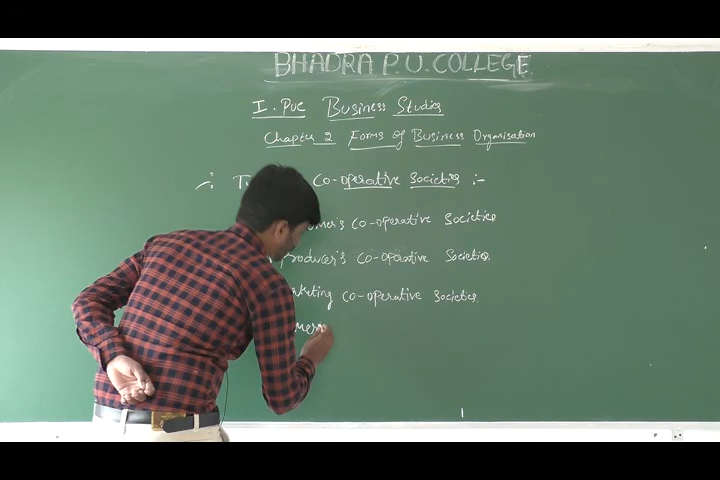 BHADRA P.U. COLLEGE.
I. PUC Business Studies
Chapter 2 Forms of Business Organisation
Co-operative Societies :-
Co-operative Societies
Producer's Co-operative Societies.
Co-operative Societies.